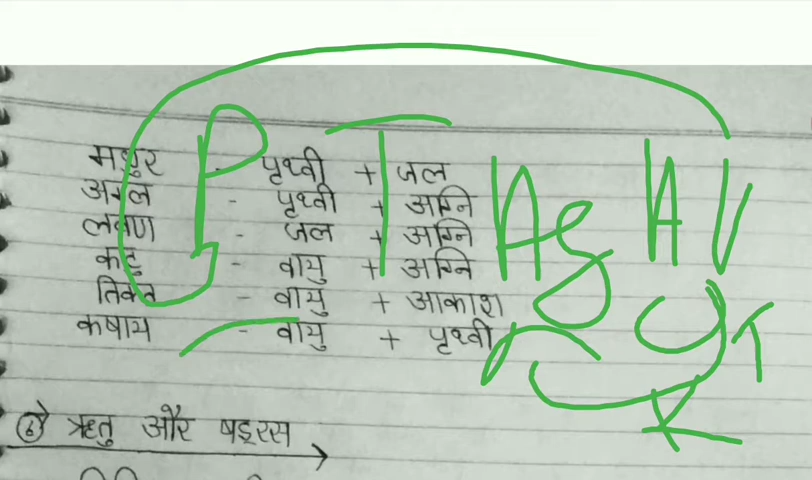 मधुर - पृथ्वी + जल
अम्ल - पृथ्वी + अग्नि
लवण - जल + अग्नि
कटु - वायु + अग्नि
तिक्त - वायु + आकाश
कषाय - वायु + पृथ्वी
P T Ag A V
⑥ ऋतु और षड्रस